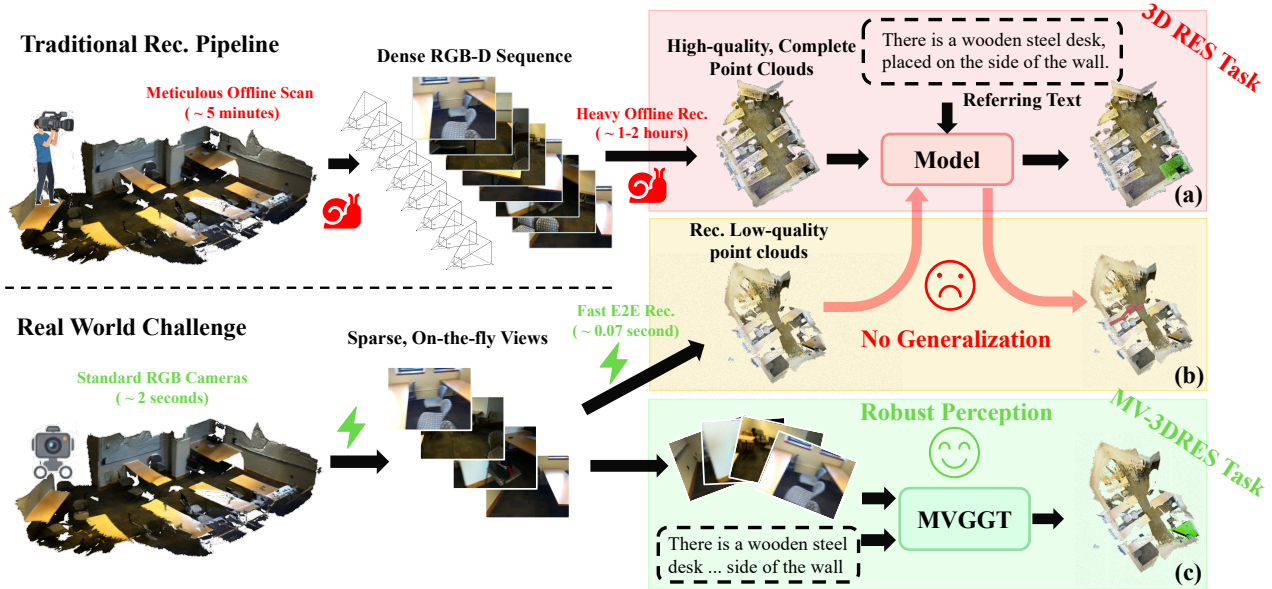 Traditional Rec. Pipeline
Meticulous Offline Scan
( ~ 5 minutes)
Dense RGB-D Sequence
Heavy Offline Rec.
( ~ 1-2 hours)
High-quality, Complete
Point Clouds
There is a wooden steel desk,
placed on the side of the wall.
Referring Text
Model
3D RES Task
(a)
Rec. Low-quality
point clouds
No Generalization
(b)
Real World Challenge
Standard RGB Cameras
( ~ 2 seconds)
Sparse, On-the-fly Views
Fast E2E Rec.
( ~ 0.07 second)
Robust Perception
MV-3DRES Task
MVGGT
There is a wooden steel
desk ... side of the wall
(c)